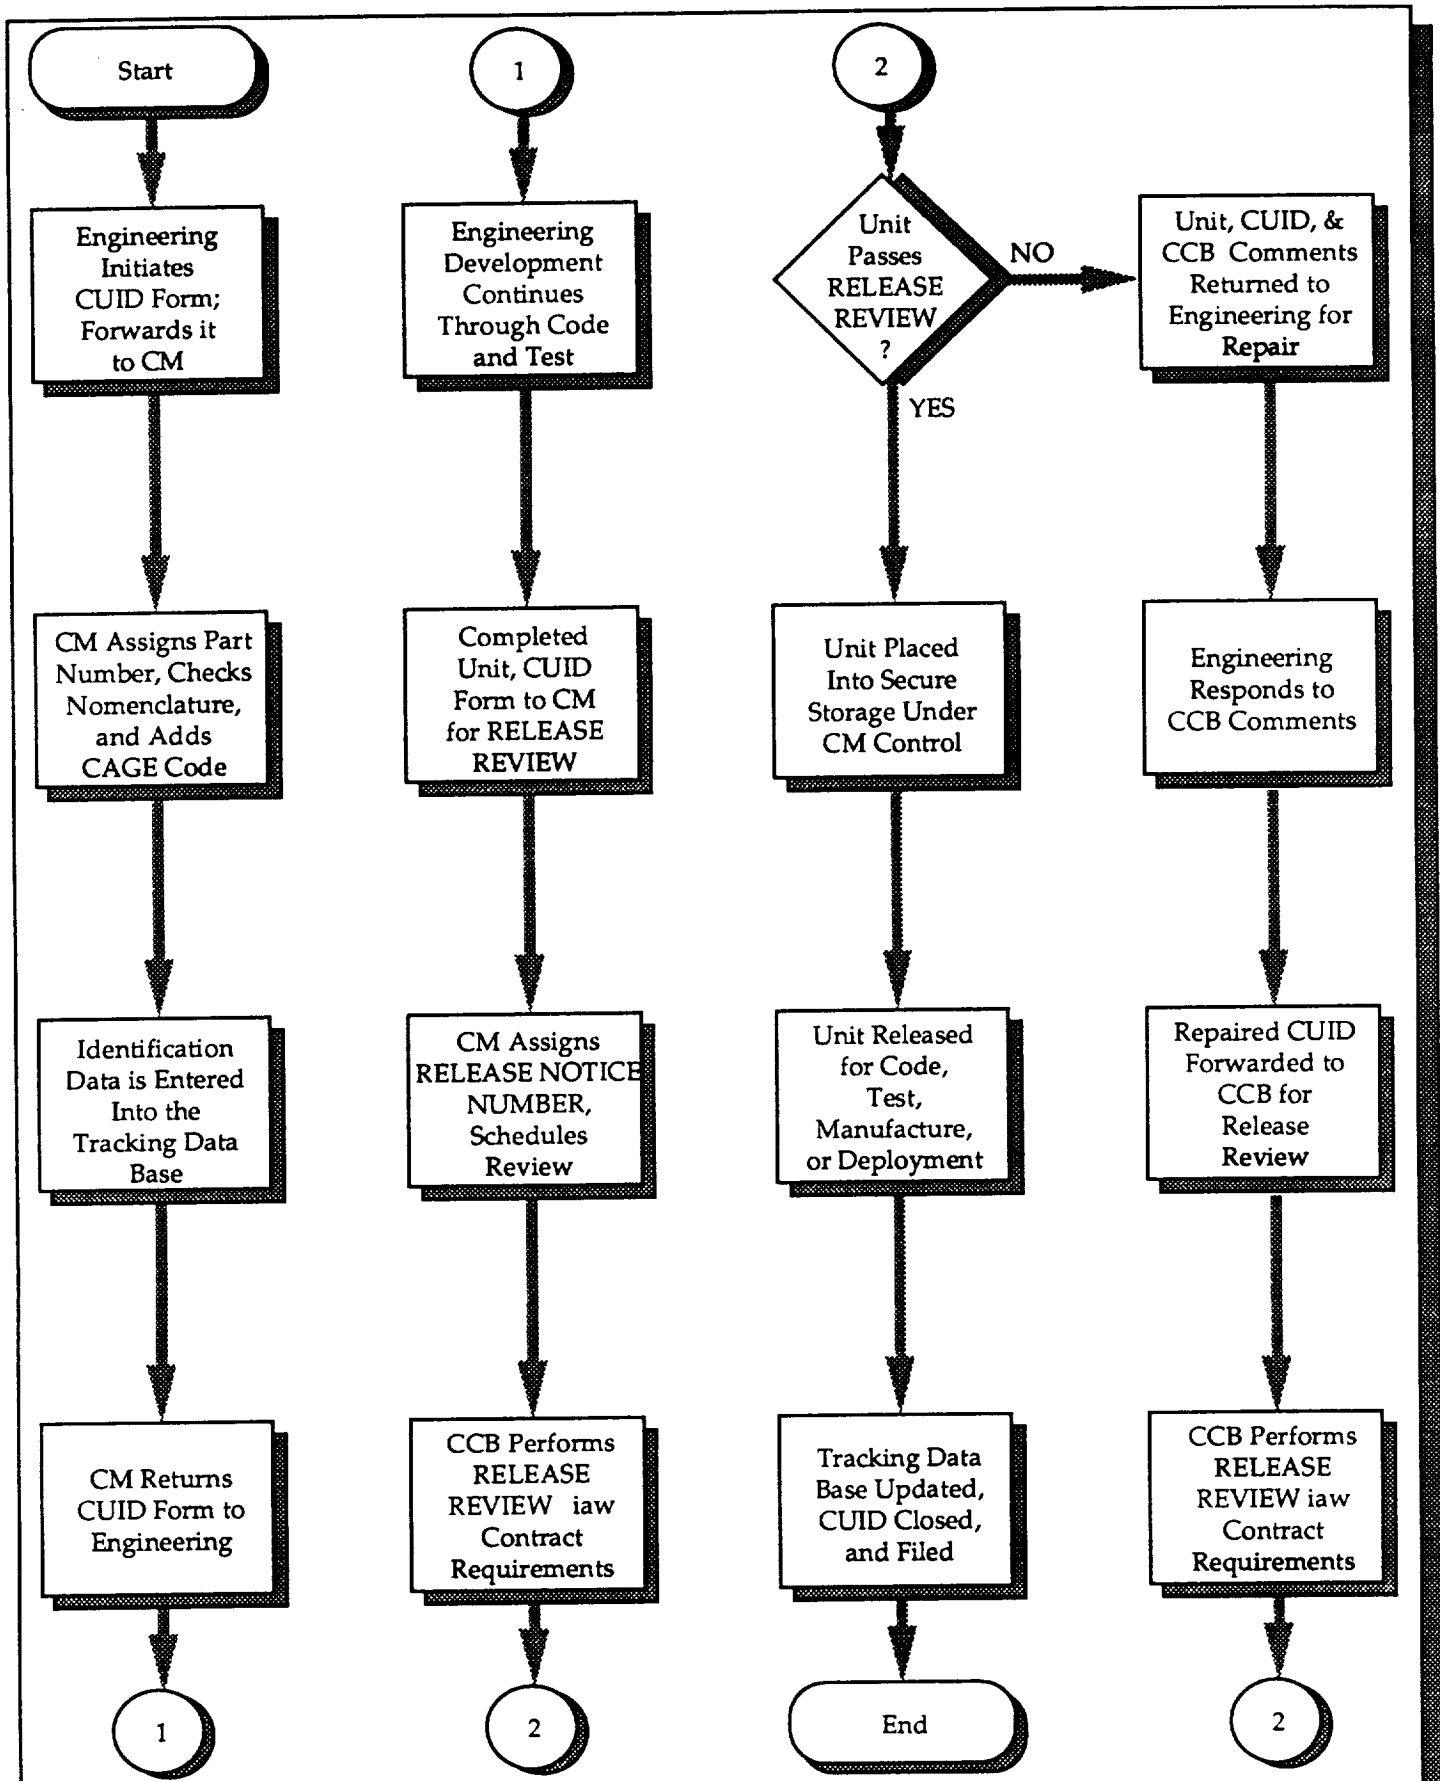 Start
Engineering
Initiates
CUID Form;
Forwards it
to CM
CM Assigns Part
Number, Checks
Nomenclature,
and Adds
CAGE Code
Identification
Data is Entered
Into the
Tracking Data
Base
CM Returns
CUID Form to
Engineering
1
1
Engineering
Development
Continues
Through Code
and Test
Completed
Unit, CUID
Form to CM
for RELEASE
REVIEW
CM Assigns
RELEASE NOTICE
NUMBER,
Schedules
Review
CCB Performs
RELEASE
REVIEW iaw
Contract
Requirements
2
2
Unit
Passes
RELEASE
REVIEW
?
NO
YES
Unit Placed
Into Secure
Storage Under
CM Control
Unit Released
for Code,
Test,
Manufacture,
or Deployment
Tracking Data
Base Updated,
CUID Closed,
and Filed
End
Unit, CUID, &
CCB Comments
Returned to
Engineering for
Repair
Engineering
Responds to
CCB Comments
Repaired CUID
Forwarded to
CCB for
Release
Review
CCB Performs
RELEASE
REVIEW iaw
Contract
Requirements
2